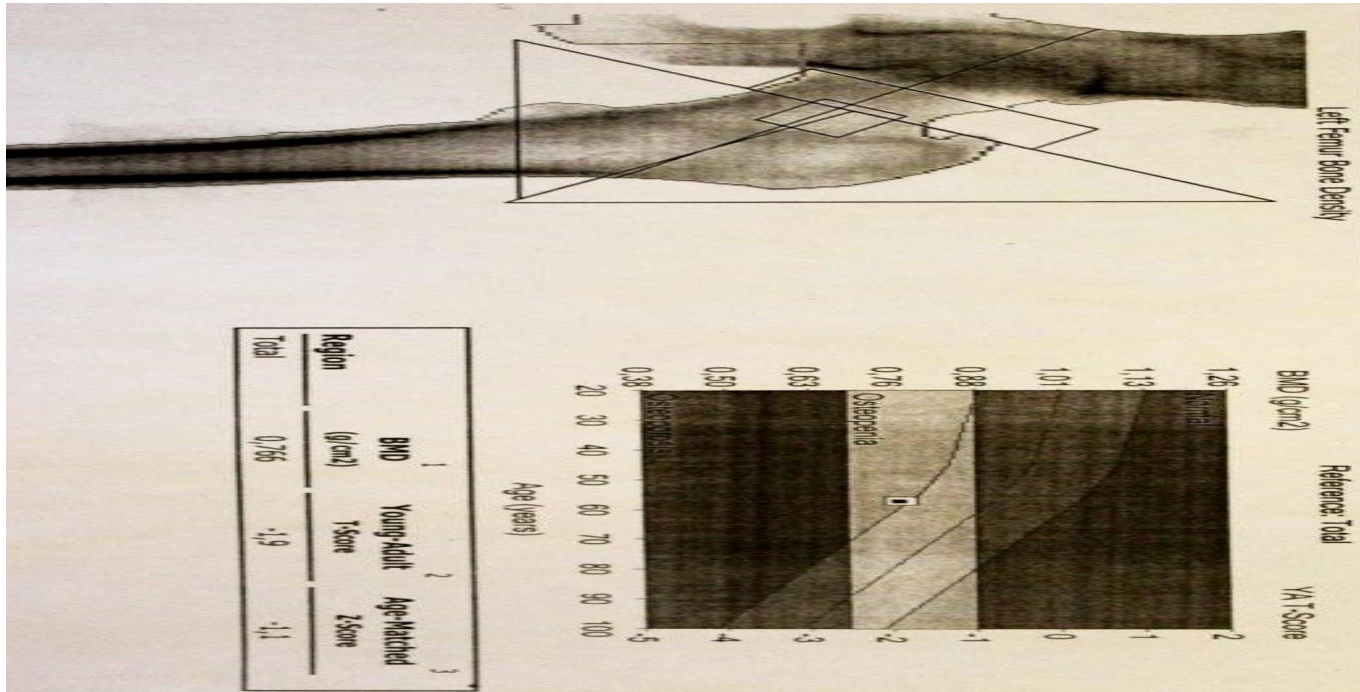 Left Femur Bone Density
Reference: Total
BMD (g/cm2) YA T-Score
1,26 2
1,13 1
1,01 0
0,88 -1
0,76 -2
0,63 -3
0,50 -4
0,38 -5
Normal
Osteopenia
Osteoporosis
20 30 40 50 60 70 80 90 100
Age (years)
1 2 3
BMD Young-Adult Age-Matched
Region (g/cm2) T-Score Z-Score
Total 0,766 -1,9 -1,1